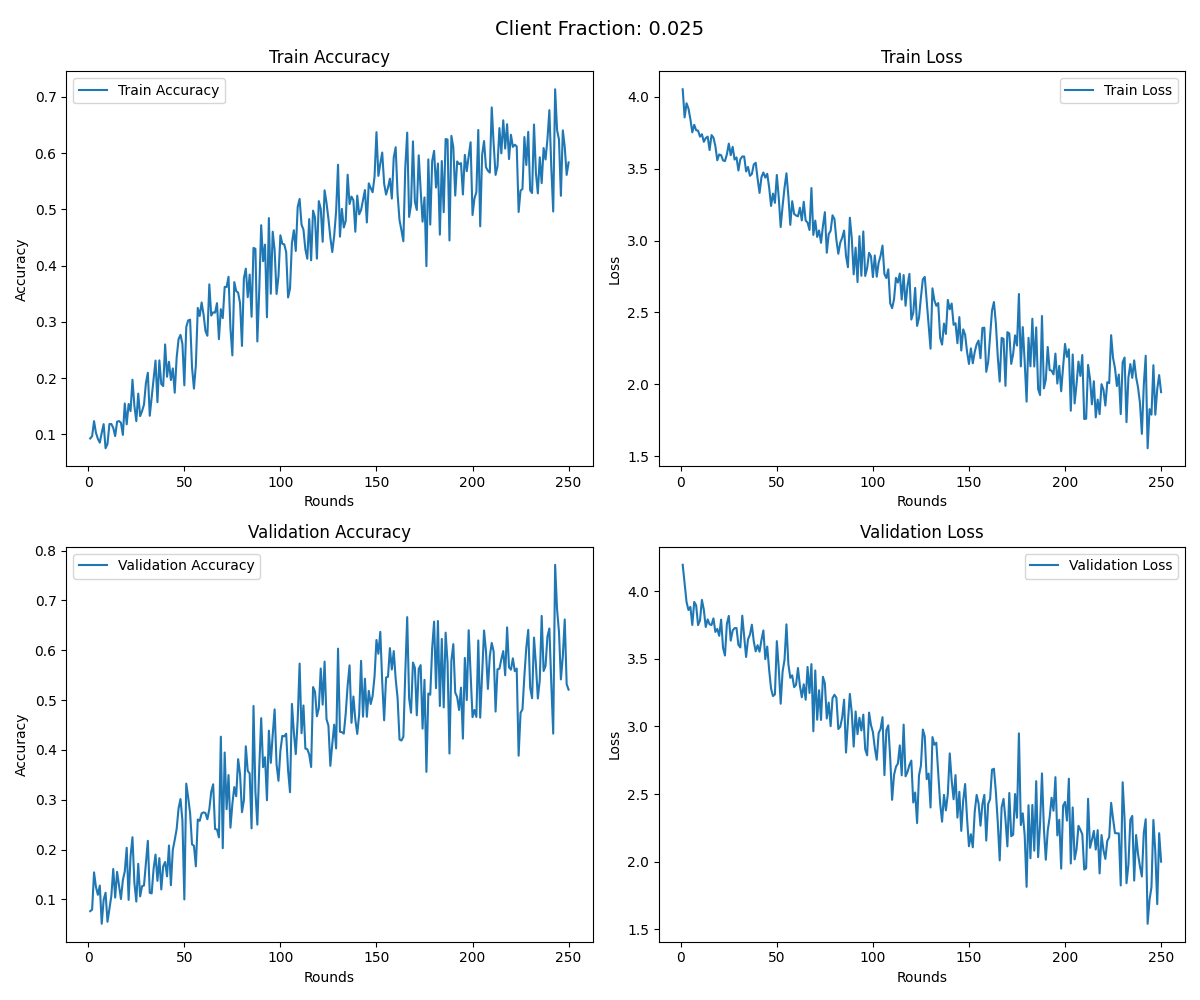 Client Fraction: 0.025
Train Accuracy
Train Accuracy
0.7
0.6
0.5
0.4
0.3
0.2
0.1
Accuracy
0 50 100 150 200 250
Rounds
Train Loss
Train Loss
4.0
3.5
3.0
2.5
2.0
1.5
Loss
0 50 100 150 200 250
Rounds
Validation Accuracy
Validation Accuracy
0.8
0.7
0.6
0.5
0.4
0.3
0.2
0.1
Accuracy
0 50 100 150 200 250
Rounds
Validation Loss
Validation Loss
4.0
3.5
3.0
2.5
2.0
1.5
Loss
0 50 100 150 200 250
Rounds